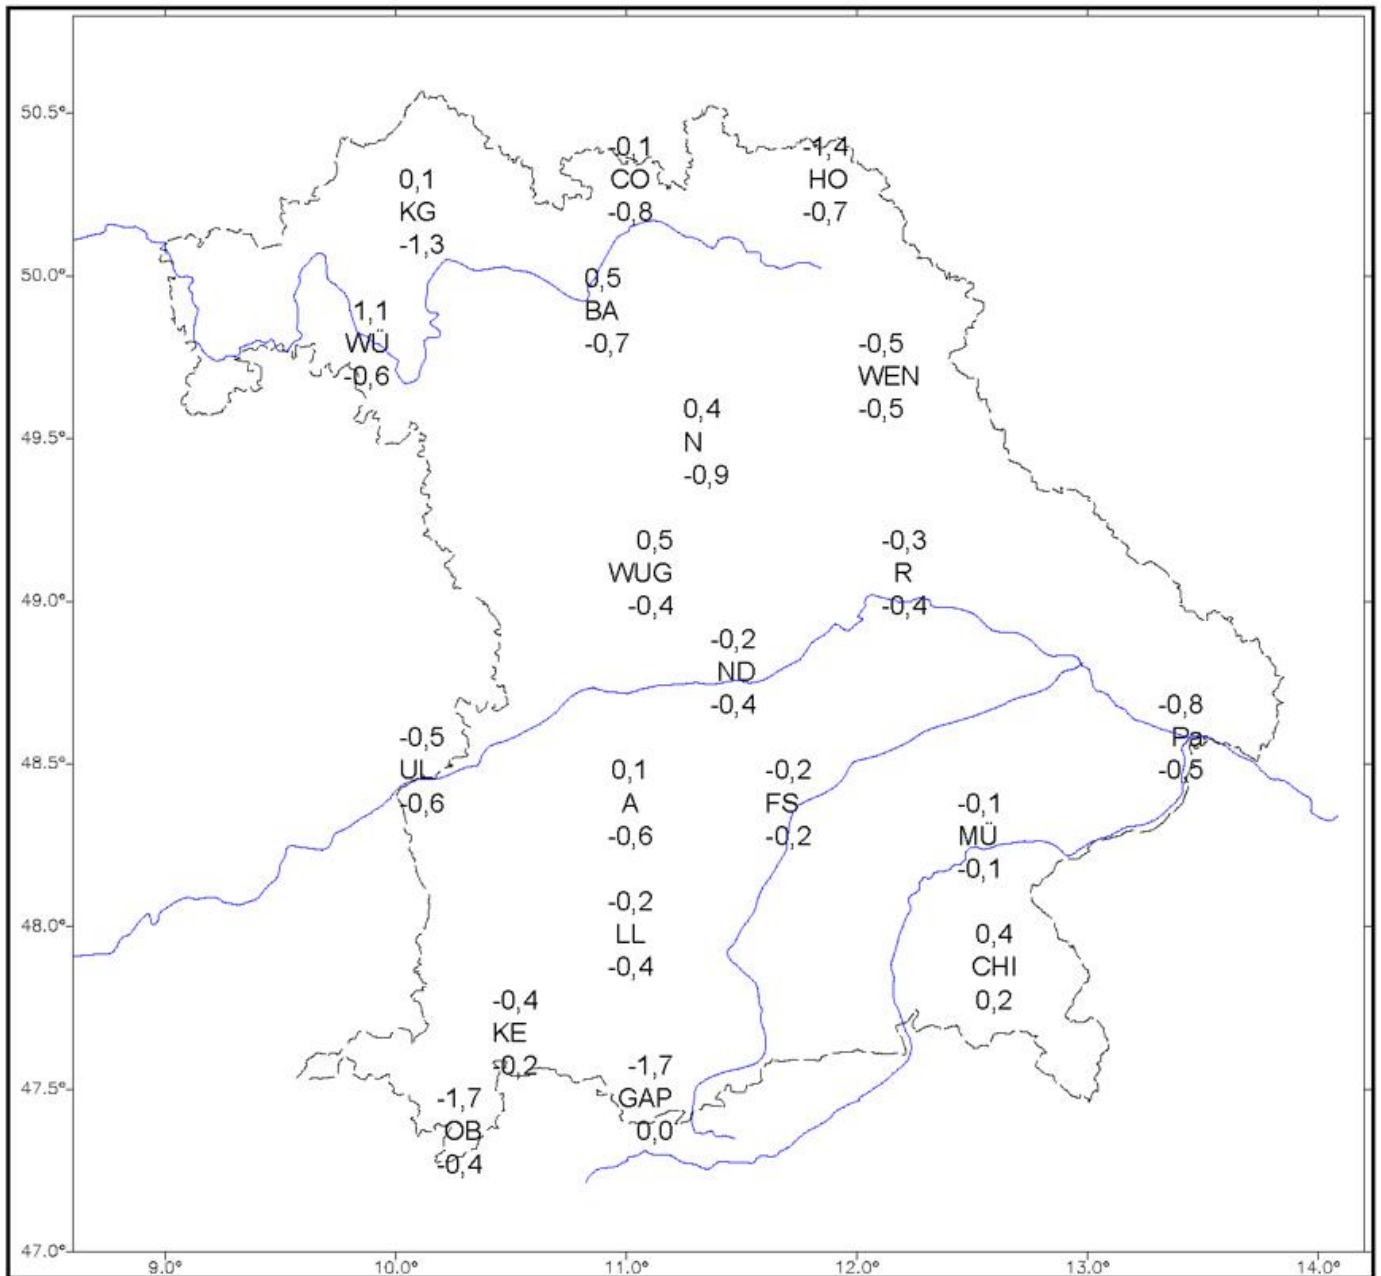 50.5°
-0,1
CO
-0,8
-1,4
HO
-0,7
0,1
KG
-1,3
50.0°
0,5
BA
-0,7
1,1
WÜ
-0,6
-0,5
WEN
-0,5
49.5°
0,4
N
-0,9
0,5
WUG
-0,4
-0,3
R
-0,4
49.0°
-0,2
ND
-0,4
-0,8
Pa
-0,5
-0,5
UL
-0,6
48.5°
0,1
A
-0,6
-0,2
FS
-0,2
-0,1
MÜ
-0,1
48.0°
-0,2
LL
-0,4
0,4
CHI
0,2
-0,4
KE
-0,2
47.5°
-1,7
GAP
0,0
-1,7
OB
-0,4
47.0°
9.0° 10.0° 11.0° 12.0° 13.0° 14.0°